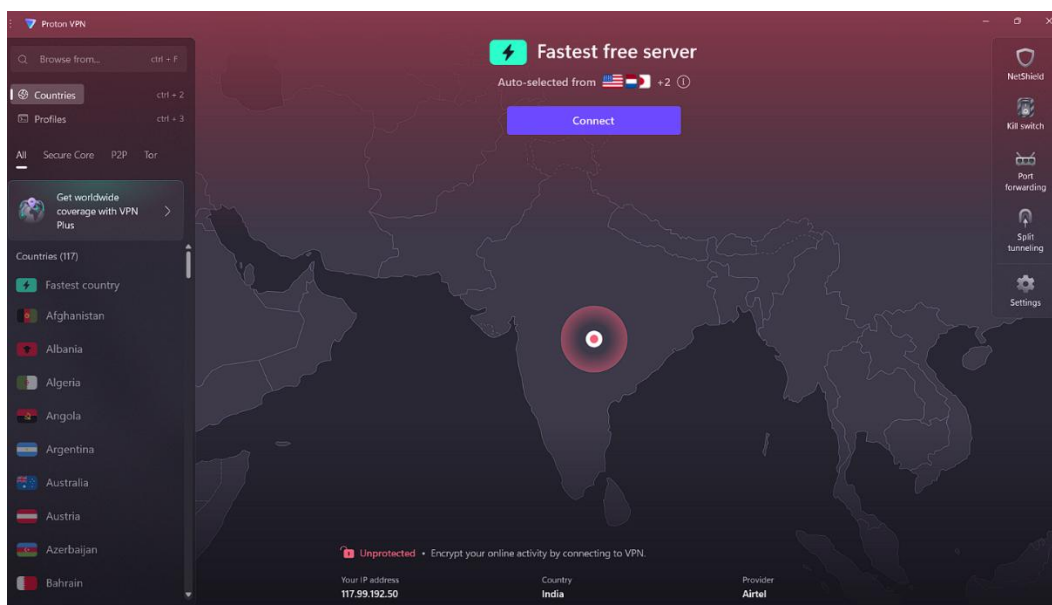 Proton VPN
Browse from...
ctrl + F
Countries
ctrl + 2
Profiles
ctrl + 3
All
Secure Core
P2P
Tor
Get worldwide
coverage with VPN
Plus
Countries (117)
Fastest country
Afghanistan
Albania
Algeria
Angola
Argentina
Australia
Austria
Azerbaijan
Bahrain
Fastest free server
Auto-selected from +2
Connect
Unprotected • Encrypt your online activity by connecting to VPN.
Your IP address
117.99.192.50
Country
India
Provider
Airtel
NetShield
Kill switch
Port
forwarding
Split
tunneling
Settings